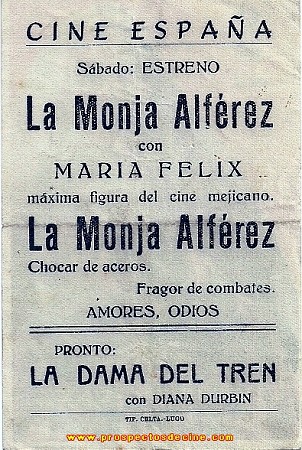 CINE ESPAÑA
Sábado: ESTRENO
La Monja Alférez
con
MARIA FELIX
máxima figura del cine mejicano.
La Monja Alférez
Chocar de aceros.
Fragor de combates.
AMORES, ODIOS
PRONTO:
LA DAMA DEL TREN
con DIANA DURBIN
TIP. CELTA.-LUGO
www.prospectosdecine.com